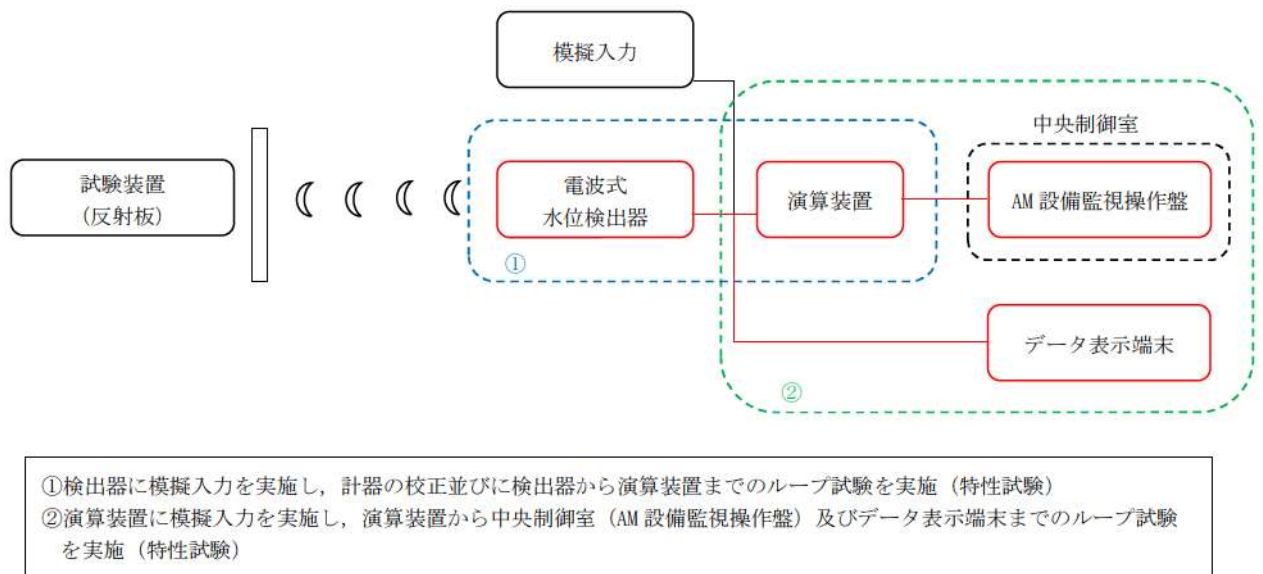 模擬入力
中央制御室
試験装置
(反射板)
電波式
水位検出器
演算装置
AM 設備監視操作盤
①
データ表示端末
②
①検出器に模擬入力を実施し，計器の校正並びに検出器から演算装置までのループ試験を実施（特性試験）
②演算装置に模擬入力を実施し，演算装置から中央制御室（AM 設備監視操作盤）及びデータ表示端末までのループ試験
を実施（特性試験）